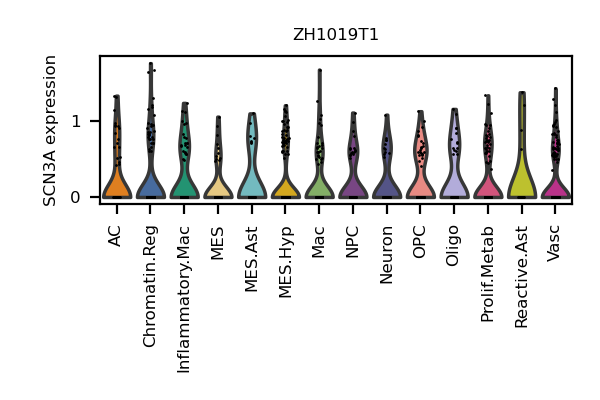 ZH1019T1
SCN3A expression
1
0
AC
Chromatin.Reg
Inflammatory.Mac
MES
MES.Ast
MES.Hyp
Mac
NPC
Neuron
OPC
Oligo
Prolif.Metab
Reactive.Ast
Vasc